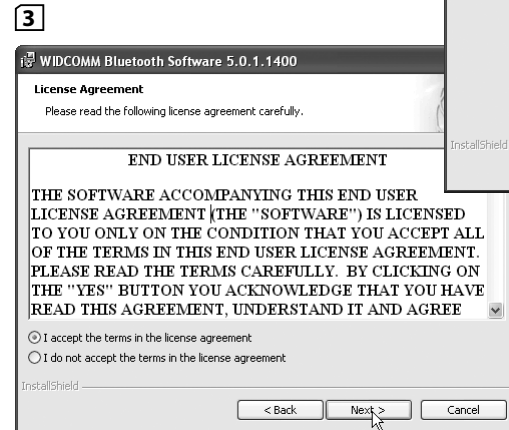 3
WIDCOMM Bluetooth Software 5.0.1.1400
License Agreement
Please read the following license agreement carefully.
InstallShield
END USER LICENSE AGREEMENT
THE SOFTWARE ACCOMPANYING THIS END USER
LICENSE AGREEMENT (THE "SOFTWARE") IS LICENSED
TO YOU ONLY ON THE CONDITION THAT YOU ACCEPT ALL
OF THE TERMS IN THIS END USER LICENSE AGREEMENT.
PLEASE READ THE TERMS CAREFULLY. BY CLICKING ON
THE "YES" BUTTON YOU ACKNOWLEDGE THAT YOU HAVE
READ THIS AGREEMENT, UNDERSTAND IT AND AGREE
I accept the terms in the license agreement
I do not accept the terms in the license agreement
InstallShield
< Back Next > Cancel